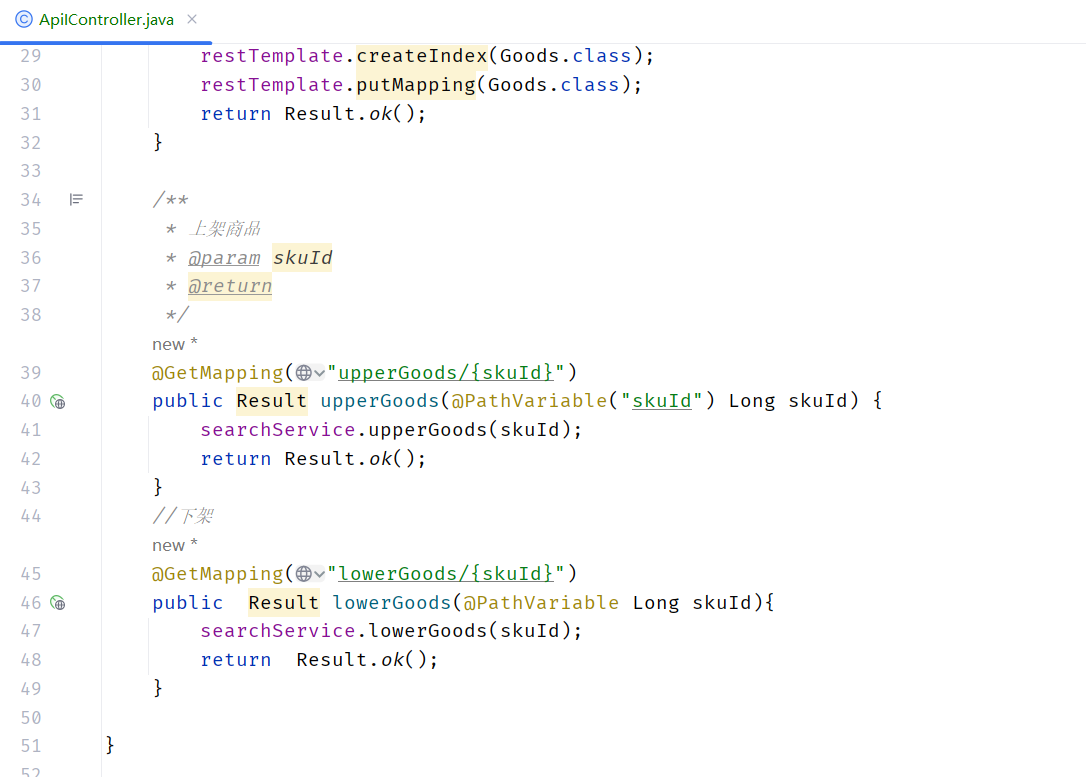 ApiIController.java
29 restTemplate.createIndex(Goods.class);
30 restTemplate.putMapping(Goods.class);
31 return Result.ok();
32 }
33
34 /**
35 * 上架商品
36 * @param skuId
37 * @return
38 */
new *
39 @GetMapping("upperGoods/{skuId}")
40 public Result upperGoods(@PathVariable("skuId") Long skuId) {
41 searchService.upperGoods(skuId);
42 return Result.ok();
43 }
44 //下架
new *
45 @GetMapping("lowerGoods/{skuId}")
46 public  Result lowerGoods(@PathVariable Long skuId){
47 searchService.lowerGoods(skuId);
48 return  Result.ok();
49 }
50
51 }
52